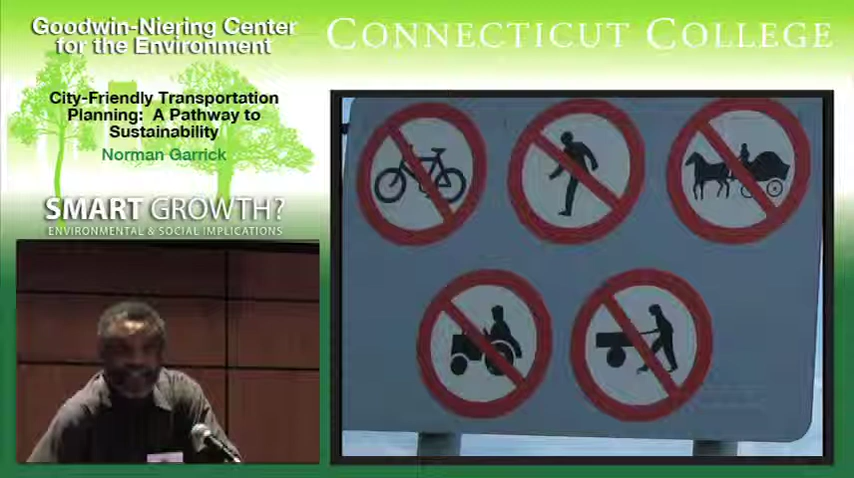 Goodwin-Niering Center
for the Environment
CONNECTICUT COLLEGE
City-Friendly Transportation
Planning: A Pathway to
Sustainability
Norman Garrick
SMART GROWTH?
ENVIRONMENTAL & SOCIAL IMPLICATIONS